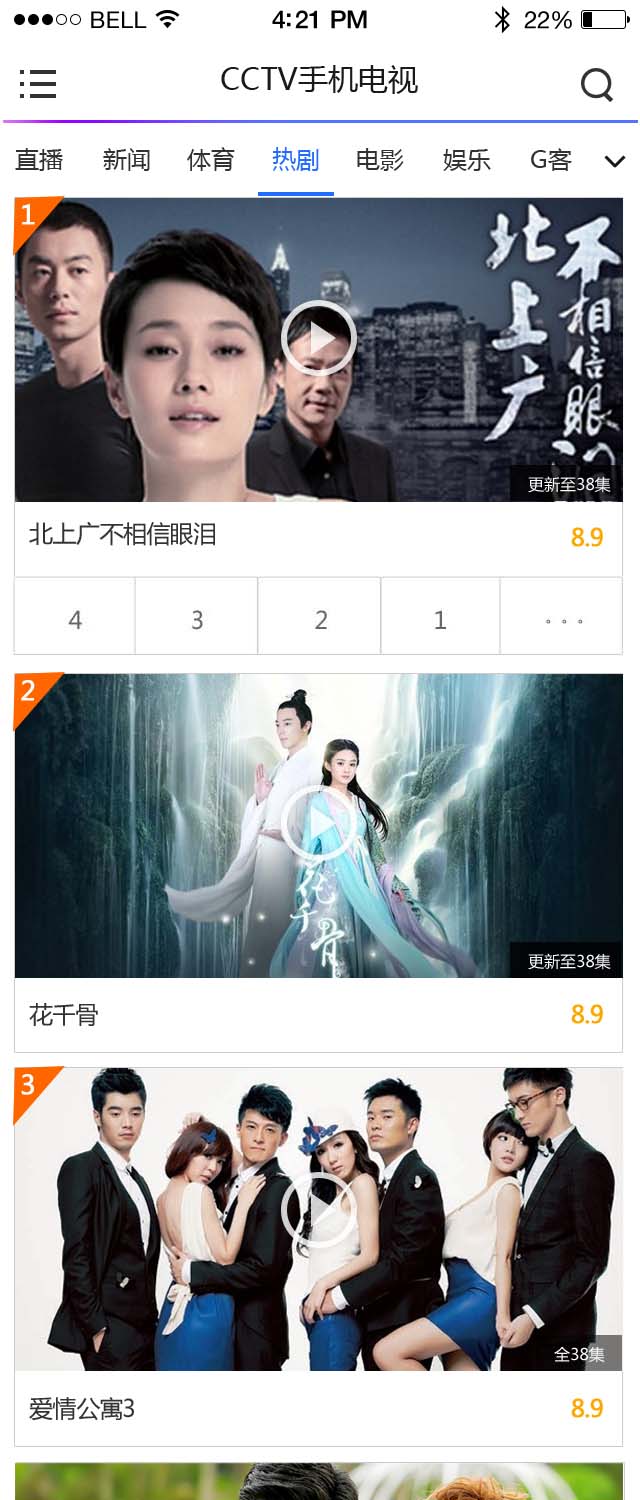 BELL 4:21 PM 22%
CCTV手机电视
直播 新闻 体育 热剧 电影 娱乐 G客
1
北上广
不相信眼
更新至38集
北上广不相信眼泪 8.9
4 3 2 1 。。。
2
花千骨
更新至38集
花千骨 8.9
3
全38集
爱情公寓3 8.9